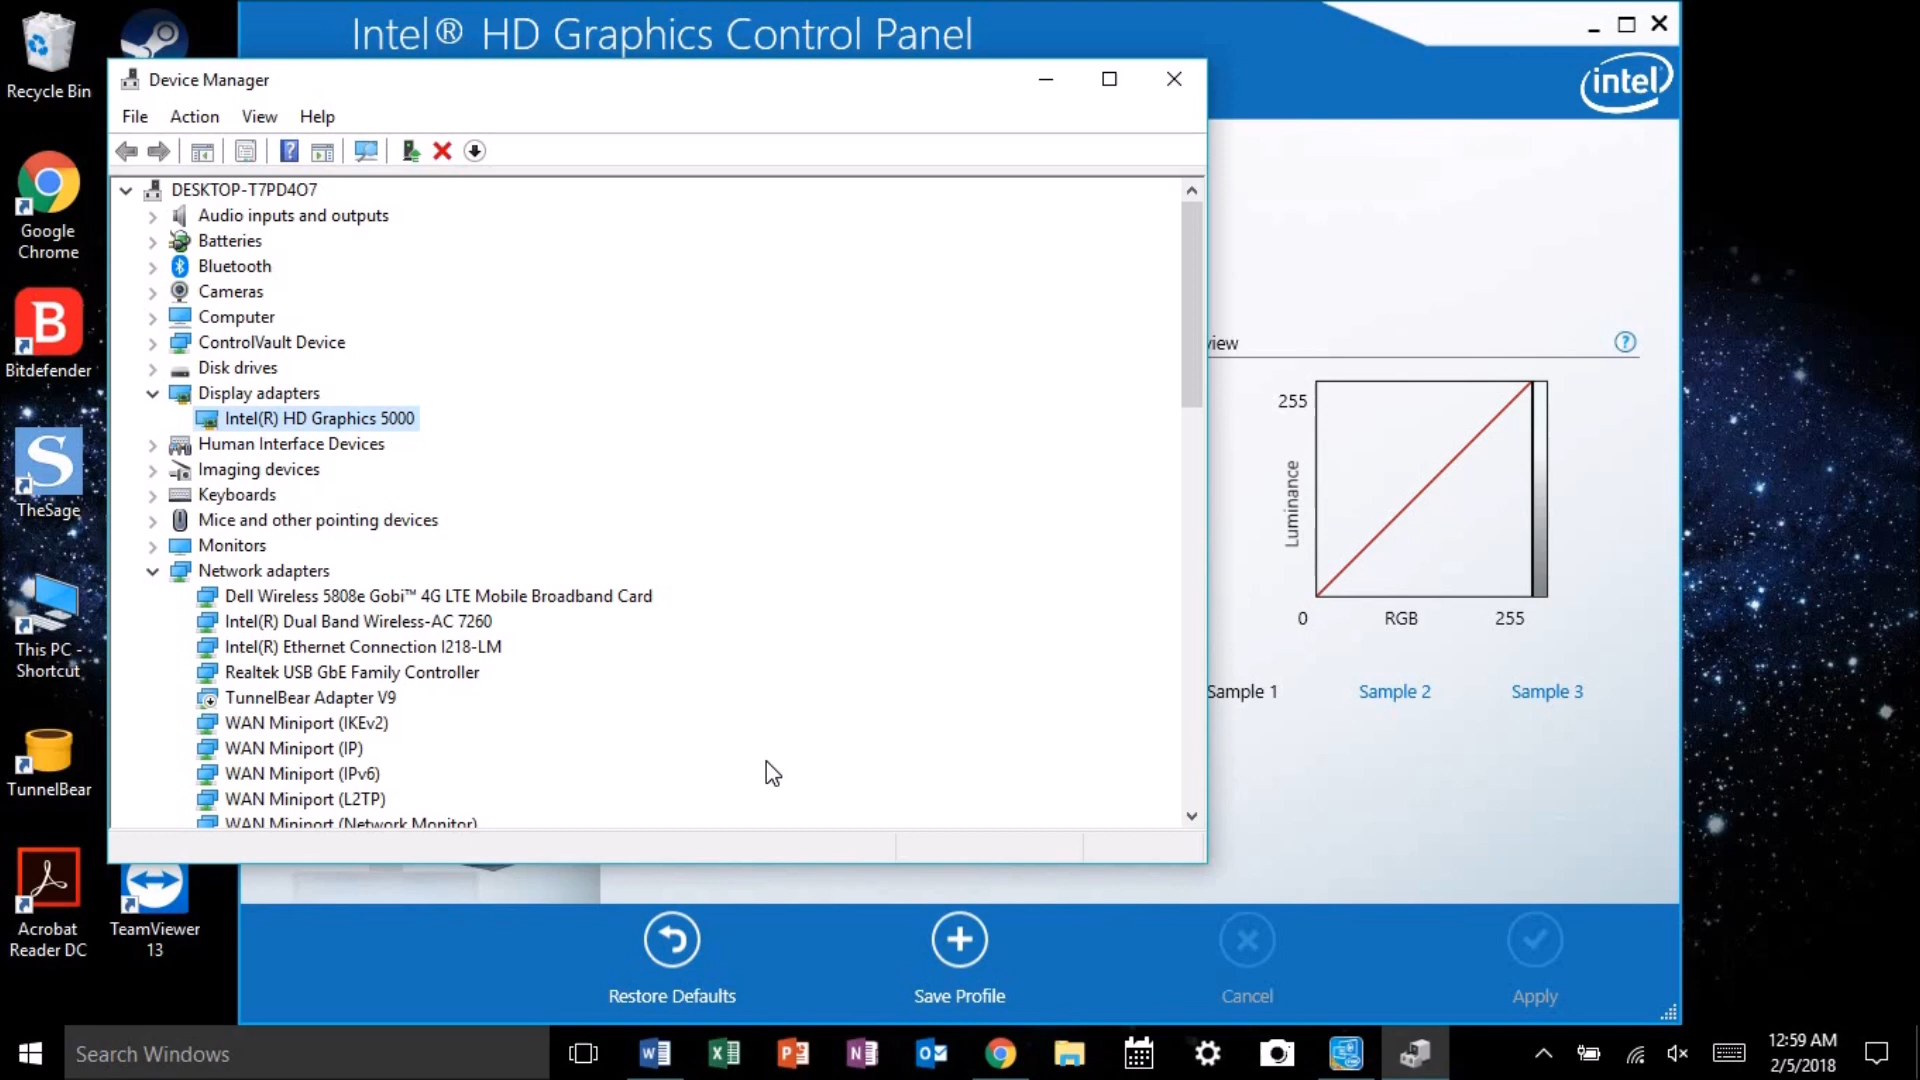 Intel® HD Graphics Control Panel
intel
Recycle Bin
Google
Chrome
Bitdefender
TheSage
This PC -
Shortcut
TunnelBear
Acrobat
Reader DC
TeamViewer
13
Device Manager
File Action View Help
DESKTOP-T7PD4O7
Audio inputs and outputs
Batteries
Bluetooth
Cameras
Computer
ControlVault Device
Disk drives
Display adapters
Intel(R) HD Graphics 5000
Human Interface Devices
Imaging devices
Keyboards
Mice and other pointing devices
Monitors
Network adapters
Dell Wireless 5808e Gobi™ 4G LTE Mobile Broadband Card
Intel(R) Dual Band Wireless-AC 7260
Intel(R) Ethernet Connection I218-LM
Realtek USB GbE Family Controller
TunnelBear Adapter V9
WAN Miniport (IKEv2)
WAN Miniport (IP)
WAN Miniport (IPv6)
WAN Miniport (L2TP)
WAN Miniport (Network Monitor)
view
?
255
Luminance
0 RGB 255
Sample 1 Sample 2 Sample 3
Restore Defaults Save Profile Cancel Apply
Search Windows
12:59 AM
2/5/2018